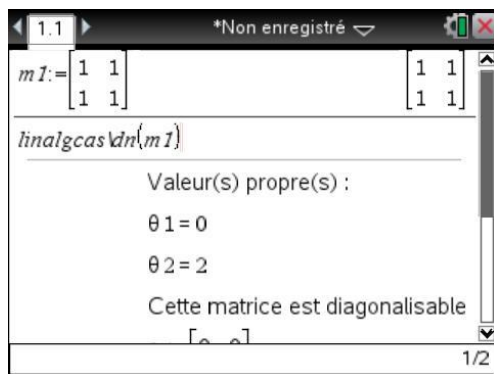 1.1 *Non enregistré
m1:=[1 1
1 1] [1 1
1 1]
linalgcas\dn(m1)
Valeur(s) propre(s) :
θ1=0
θ2=2
Cette matrice est diagonalisable
1/2